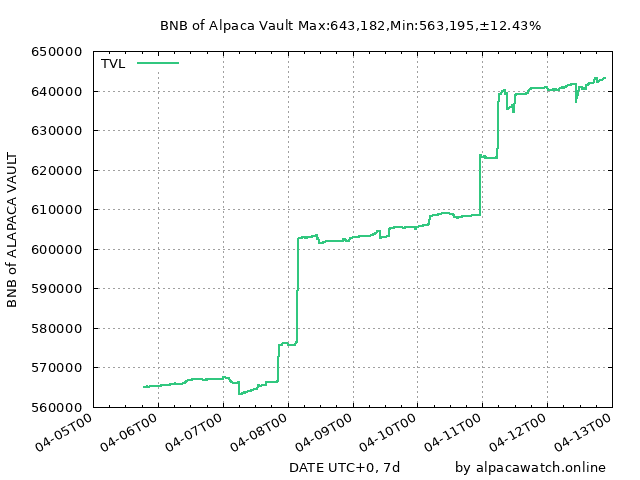 BNB of Alpaca Vault Max:643,182,Min:563,195,±12.43%
TVL
BNB of ALAPACA VAULT
650000
640000
630000
620000
610000
600000
590000
580000
570000
560000
04-05T00
04-06T00
04-07T00
04-08T00
04-09T00
04-10T00
04-11T00
04-12T00
04-13T00
DATE UTC+0, 7d
by alpacawatch.online